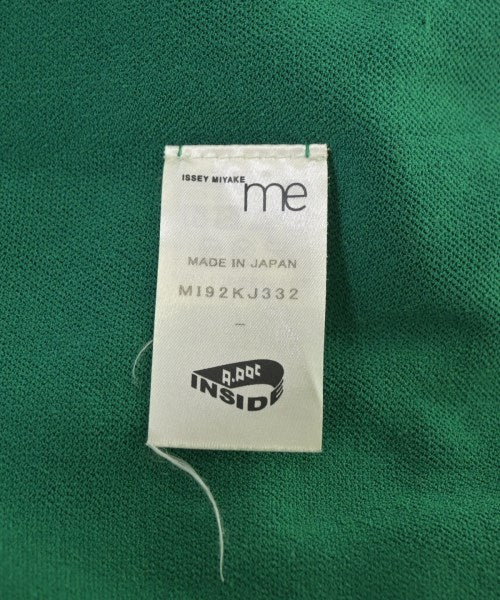 ISSEY MIYAKE
me
MADE IN JAPAN
MI92KJ332
–
A-POC
INSIDE